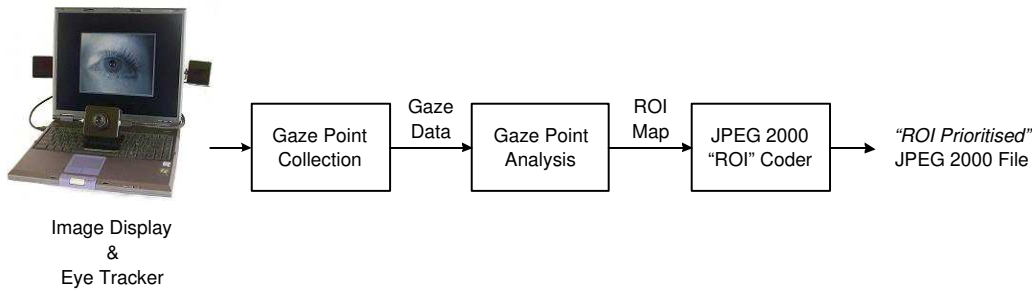 Image Display
&
Eye Tracker
Gaze Point
Collection
Gaze
Data
Gaze Point
Analysis
ROI
Map
JPEG 2000
“ROI” Coder
“ROI Prioritised”
JPEG 2000 File